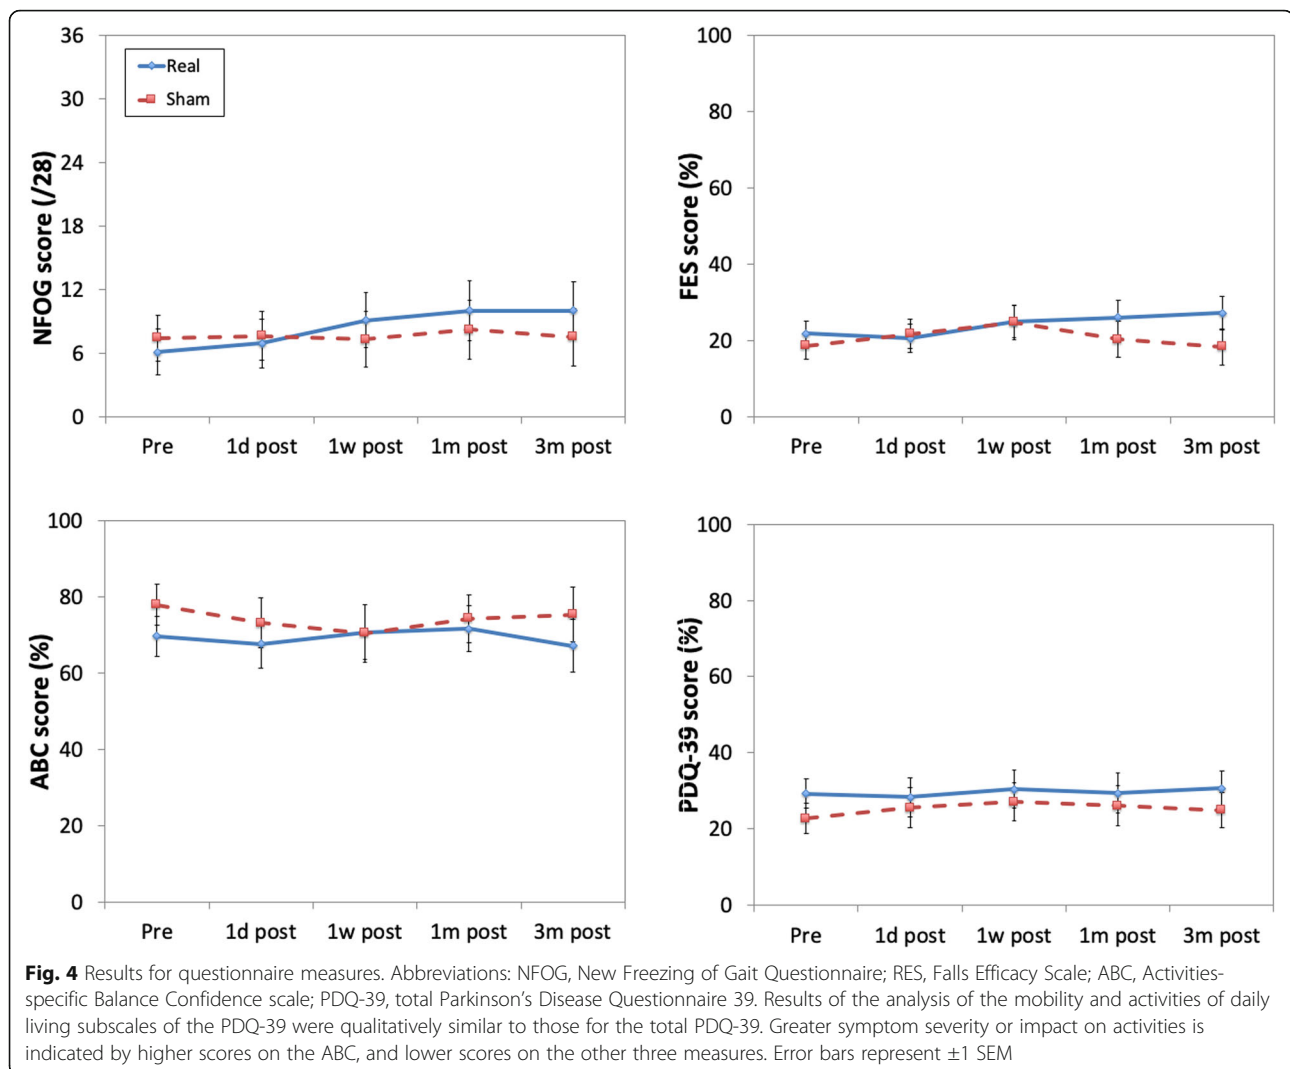 36
30
24
18
12
6
0
NFOG score (/28)
Real
Sham
Pre 1d post 1w post 1m post 3m post
100
80
60
40
20
0
FES score (%)
Pre 1d post 1w post 1m post 3m post
100
80
60
40
20
0
ABC score (%)
Pre 1d post 1w post 1m post 3m post
100
80
60
40
20
0
PDQ-39 score (%)
Pre 1d post 1w post 1m post 3m post
Fig. 4 Results for questionnaire measures. Abbreviations: NFOG, New Freezing of Gait Questionnaire; RES, Falls Efficacy Scale; ABC, Activities-
specific Balance Confidence scale; PDQ-39, total Parkinson's Disease Questionnaire 39. Results of the analysis of the mobility and activities of daily
living subscales of the PDQ-39 were qualitatively similar to those for the total PDQ-39. Greater symptom severity or impact on activities is
indicated by higher scores on the ABC, and lower scores on the other three measures. Error bars represent ±1 SEM